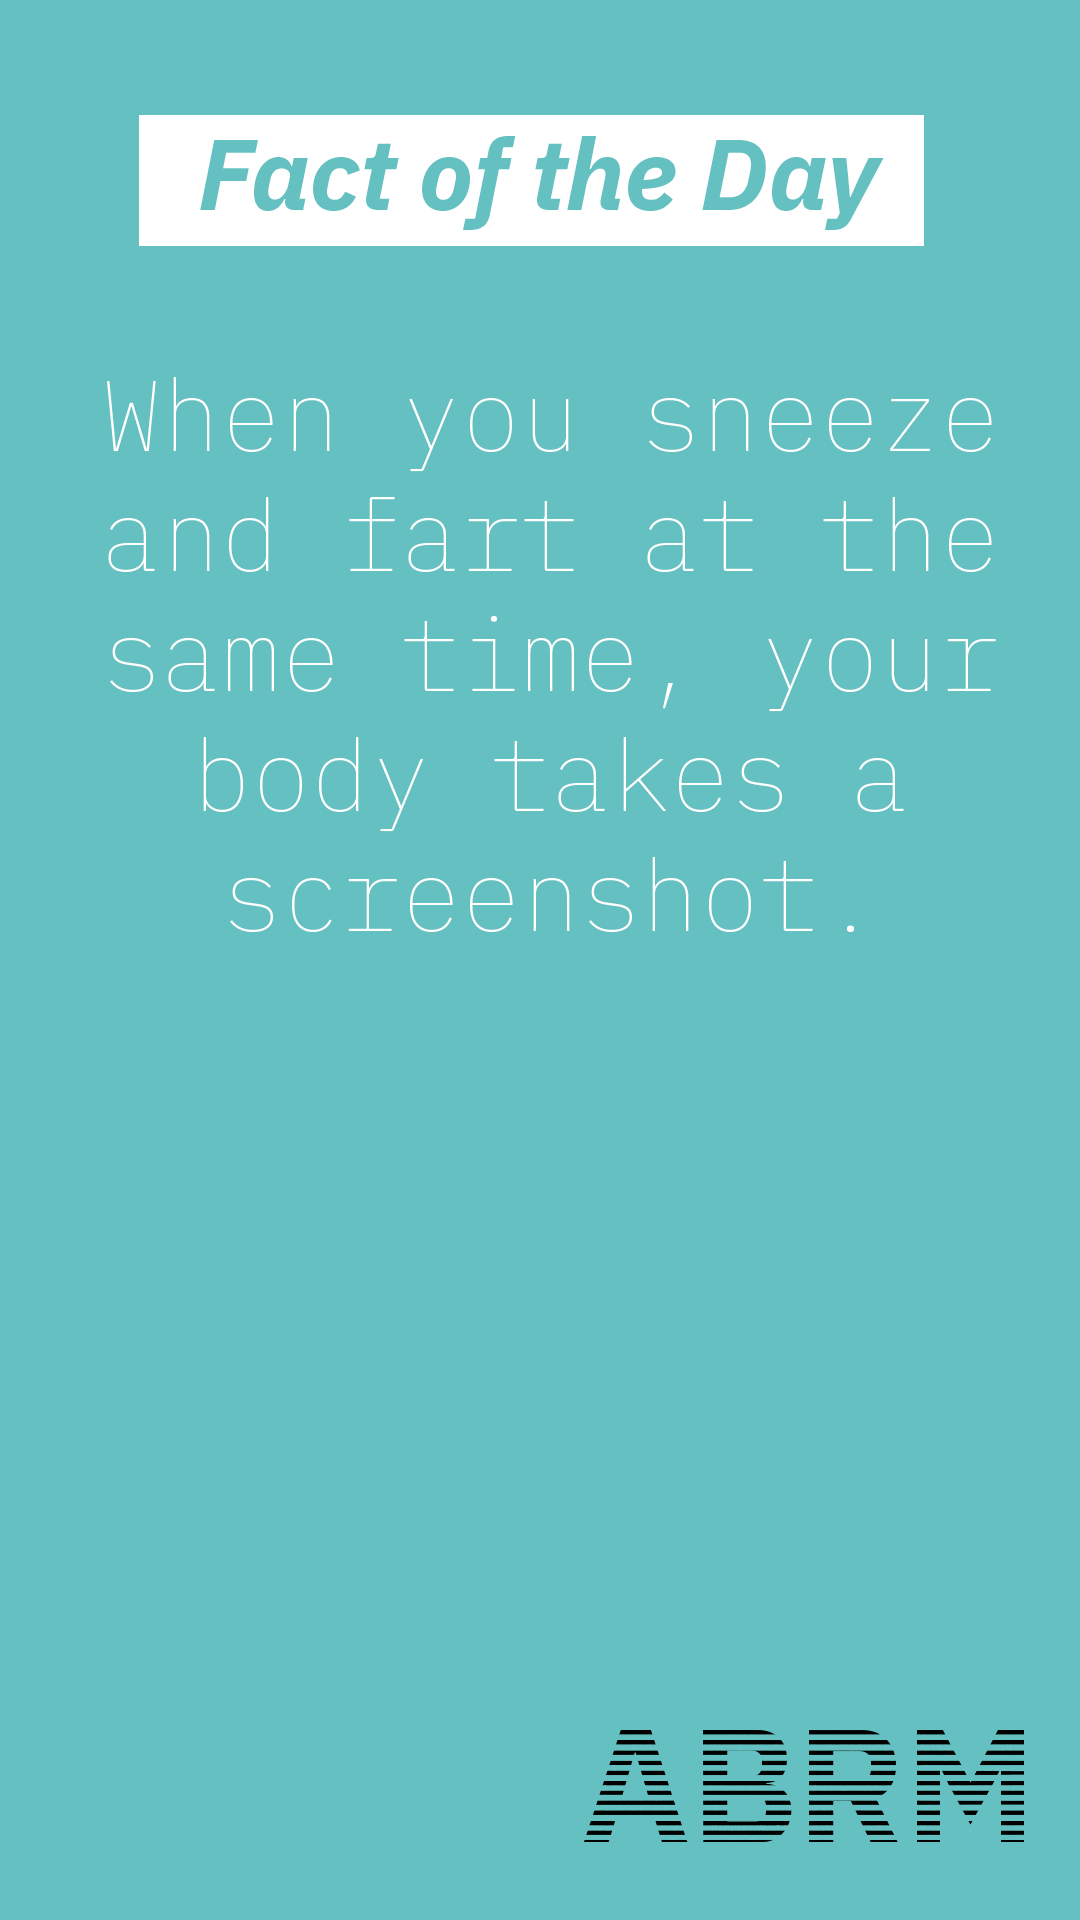 Fact of the Day
When you sneeze
and fart at the
same time, your
body takes a
screenshot.
ABRM